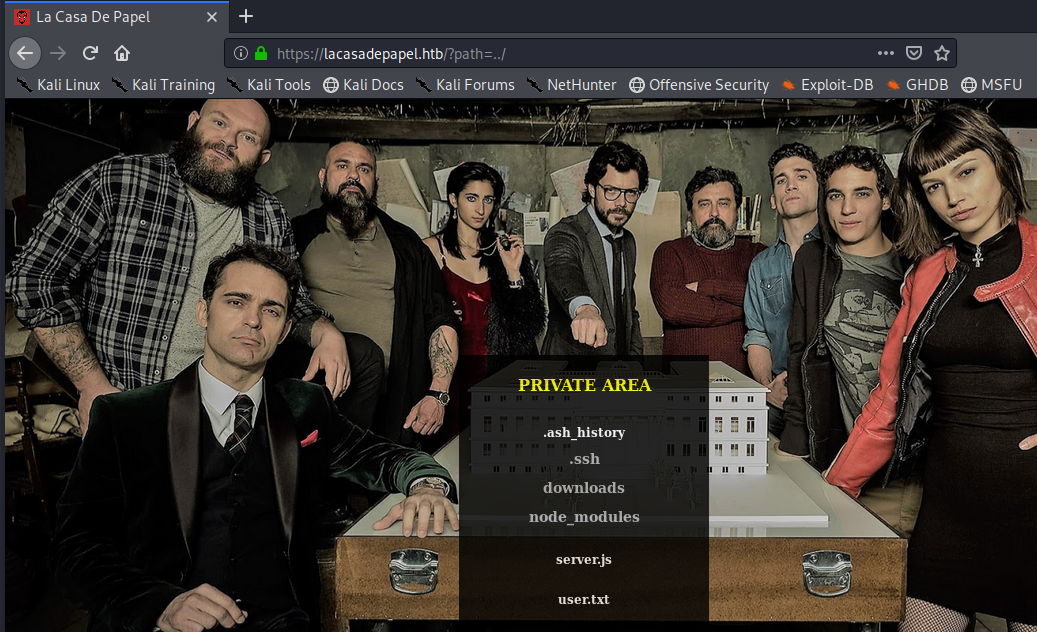 La Casa De Papel
https://lacasadepapel.htb/?path=../
Kali Linux Kali Training Kali Tools Kali Docs Kali Forums NetHunter Offensive Security Exploit-DB GHDB MSFU
PRIVATE AREA
.ash_history
.ssh
downloads
node_modules
server.js
user.txt